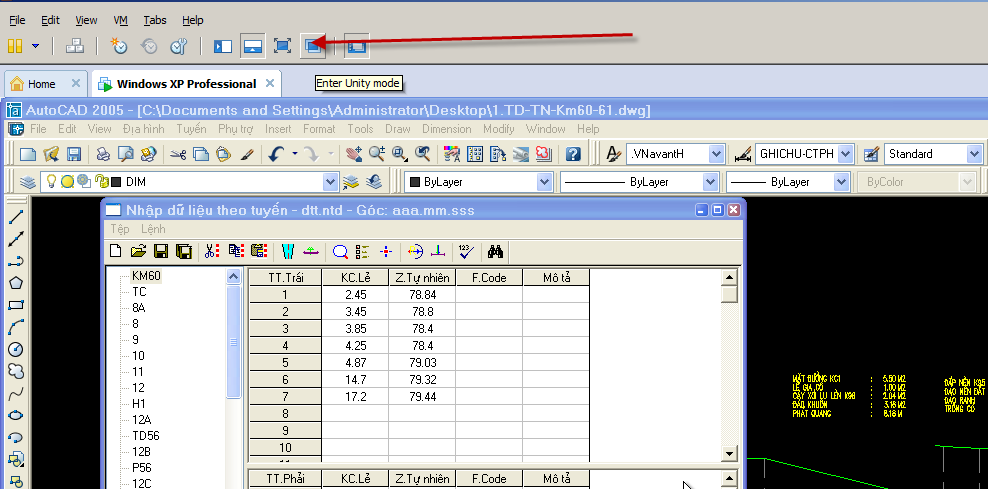 File Edit View VM Tabs Help
Enter Unity mode
Home Windows XP Professional
AutoCAD 2005 - [C:\Documents and Settings\Administrator\Desktop\1.TD-TN-Km60-61.dwg]
File Edit View Địa hình Tuyến Phụ trợ Insert Format Tools Draw Dimension Modify Window Help
.VNavantH GHICHU-CTPH Standard
DIM ByLayer ByLayer ByLayer ByColor
Nhập dữ liệu theo tuyến - dtt.ntd - Góc: aaa.mm.sss
Tệp Lệnh
KM60
TC
8A
8
9
10
11
12
H1
12A
TD56
12B
P56
12C
TT.Trái KC.Lẻ Z.Tự nhiên F.Code Mô tả
1 2.45 78.84
2 3.45 78.8
3 3.85 78.4
4 4.25 78.4
5 4.87 79.03
6 14.7 79.32
7 17.2 79.44
8
9
10
TT.Phải KC.Lẻ Z.Tự nhiên F.Code Mô tả
MẶT ĐƯỜNG KC1 : 5.50 M2
LỀ GIA CỐ : 1.00 M2
CÀY XỚI LU LÈN K98 : 2.04 M2
ĐÀO KHUÔN : 3.16 M2
PHÁT QUANG : 6.18 M
ĐẮP NỀN K95
ĐÀO NỀN ĐẤT
ĐÀO RÃNH
TRỒNG CỎ